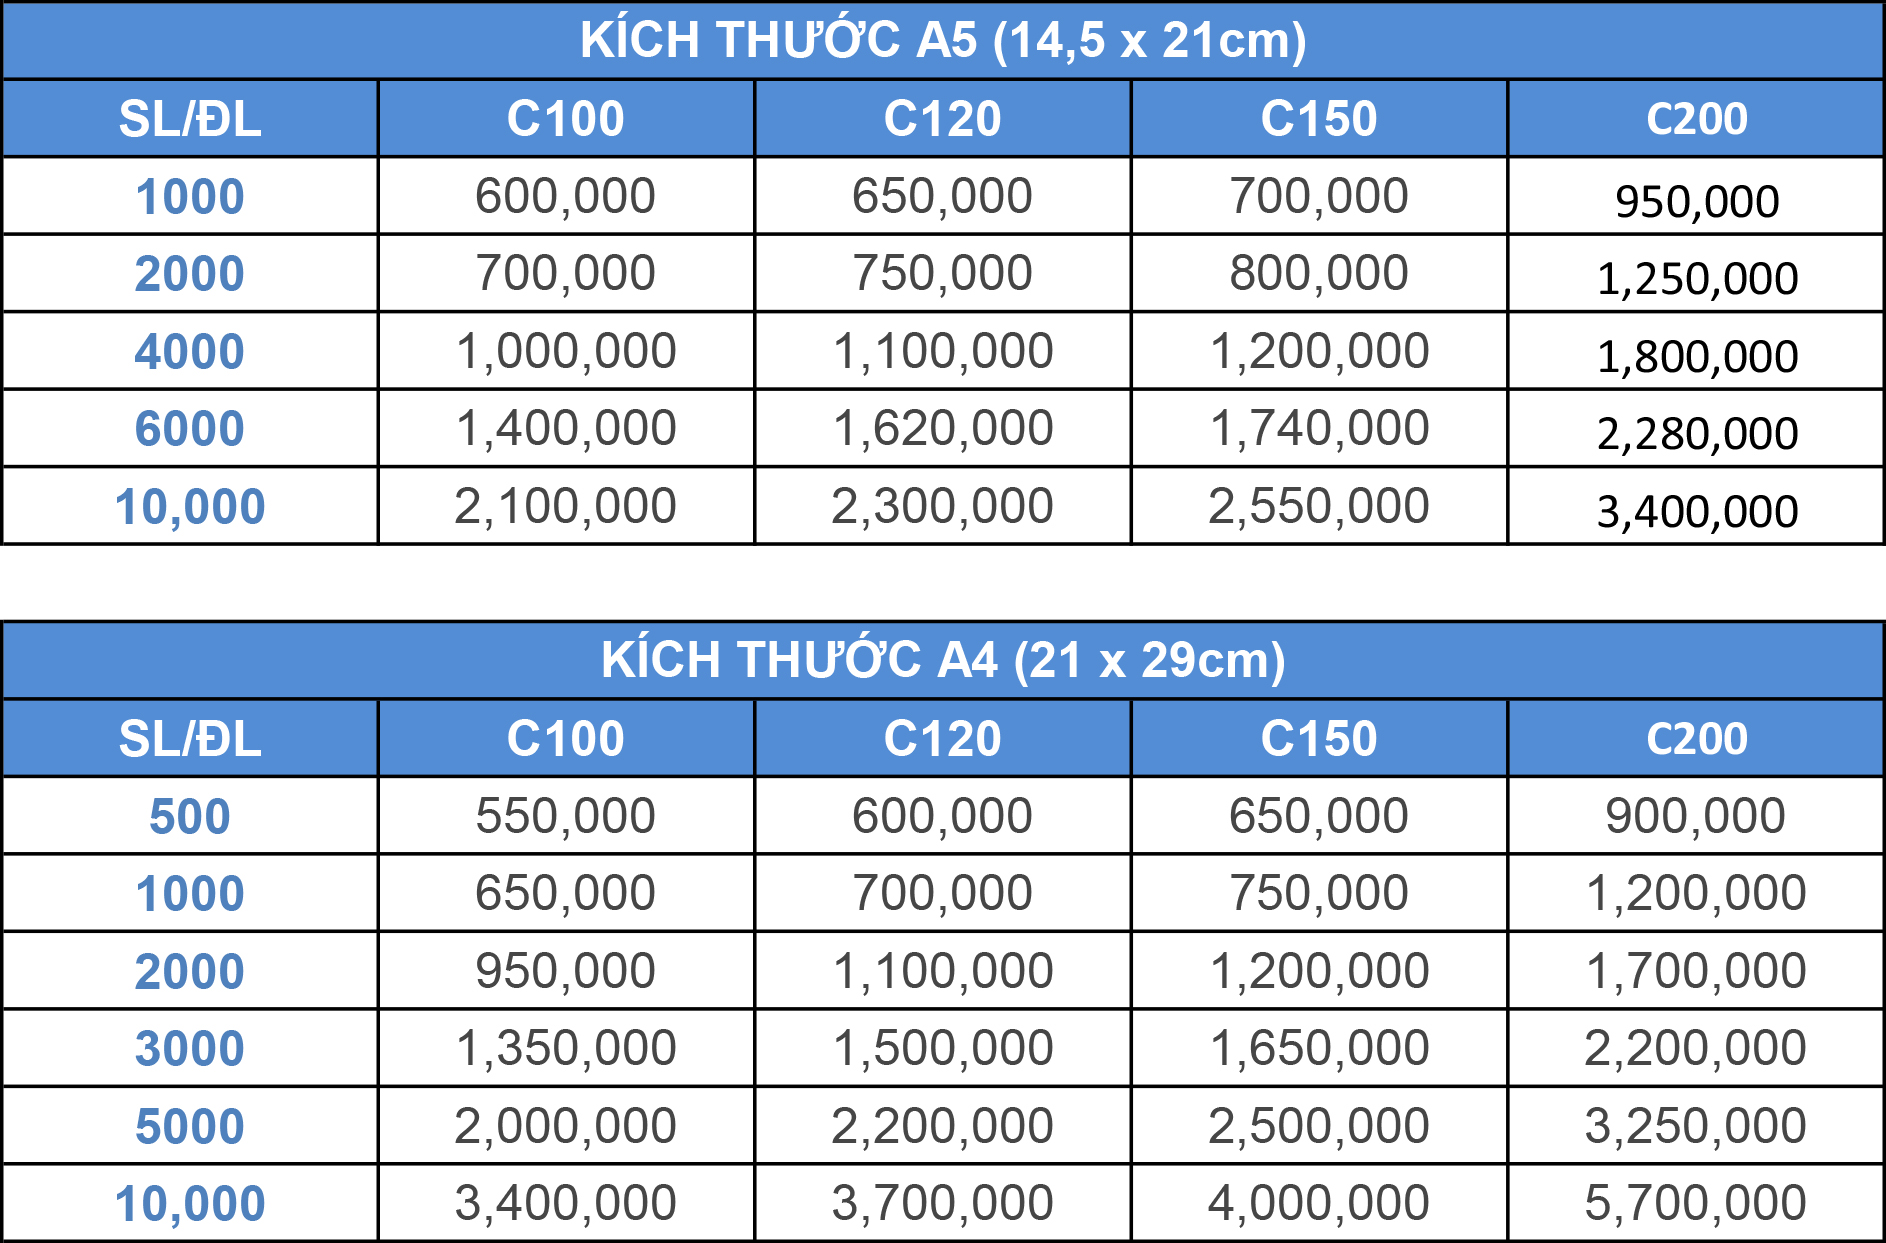 KÍCH THƯỚC A5 (14,5 x 21cm)
SL/ĐL C100 C120 C150 C200
1000 600,000 650,000 700,000 950,000
2000 700,000 750,000 800,000 1,250,000
4000 1,000,000 1,100,000 1,200,000 1,800,000
6000 1,400,000 1,620,000 1,740,000 2,280,000
10,000 2,100,000 2,300,000 2,550,000 3,400,000
KÍCH THƯỚC A4 (21 x 29cm)
SL/ĐL C100 C120 C150 C200
500 550,000 600,000 650,000 900,000
1000 650,000 700,000 750,000 1,200,000
2000 950,000 1,100,000 1,200,000 1,700,000
3000 1,350,000 1,500,000 1,650,000 2,200,000
5000 2,000,000 2,200,000 2,500,000 3,250,000
10,000 3,400,000 3,700,000 4,000,000 5,700,000